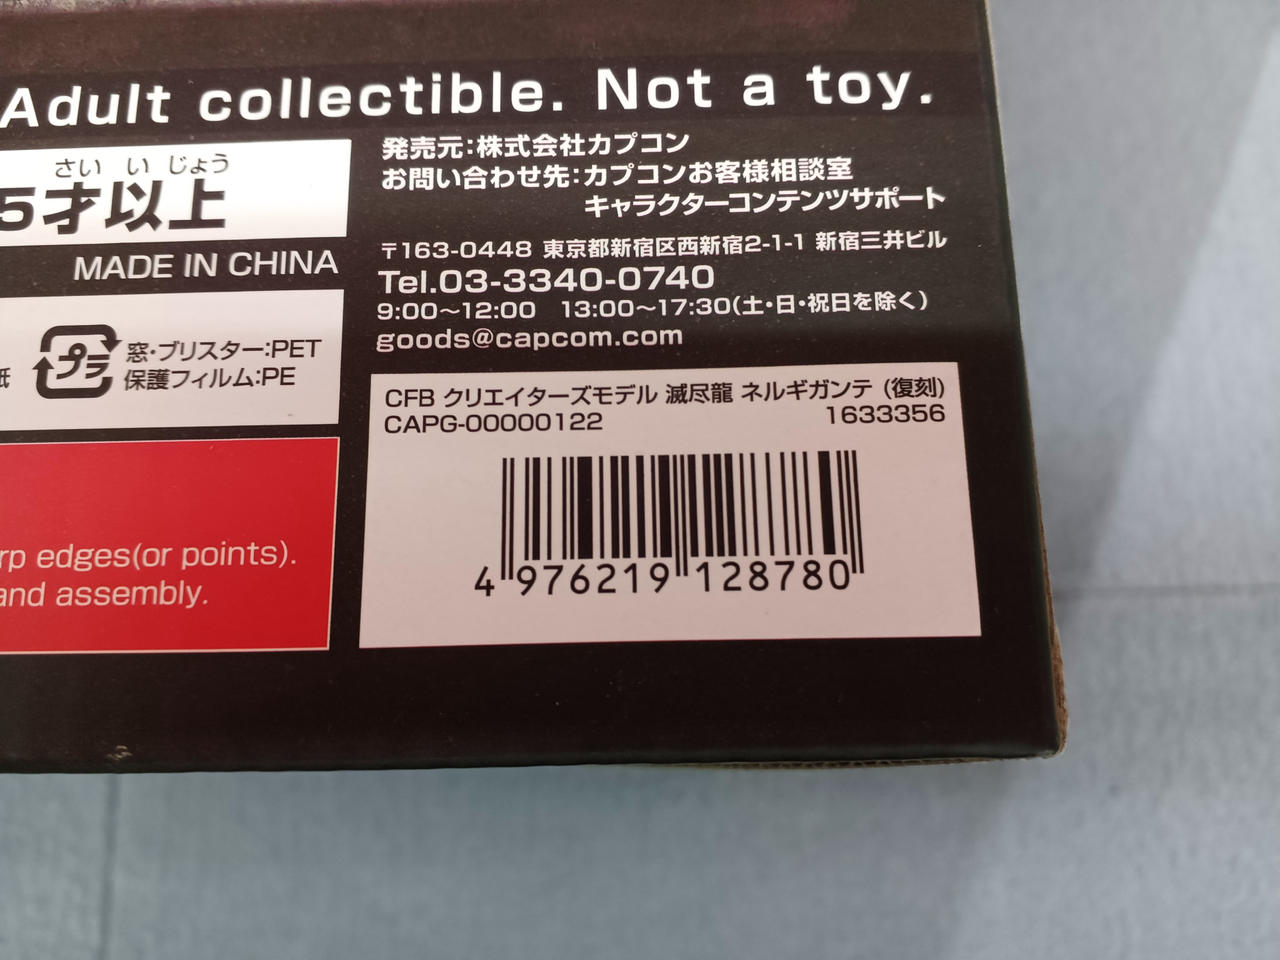 Adult collectible. Not a toy.
さい い じょう
5才以上
MADE IN CHINA
プラ
窓・ブリスター:PET
紙
保護フィルム:PE
rp edges(or points).
and assembly.
発売元:株式会社カプコン
お問い合わせ先:カプコンお客様相談室
キャラクターコンテンツサポート
〒163-0448 東京都新宿区西新宿2-1-1 新宿三井ビル
Tel.03-3340-0740
9:00〜12:00 13:00〜17:30(土・日・祝日を除く)
goods@capcom.com
CFB クリエイターズモデル 滅尽龍 ネルギガンテ (復刻)
CAPG-00000122 1633356
4 976219 128780